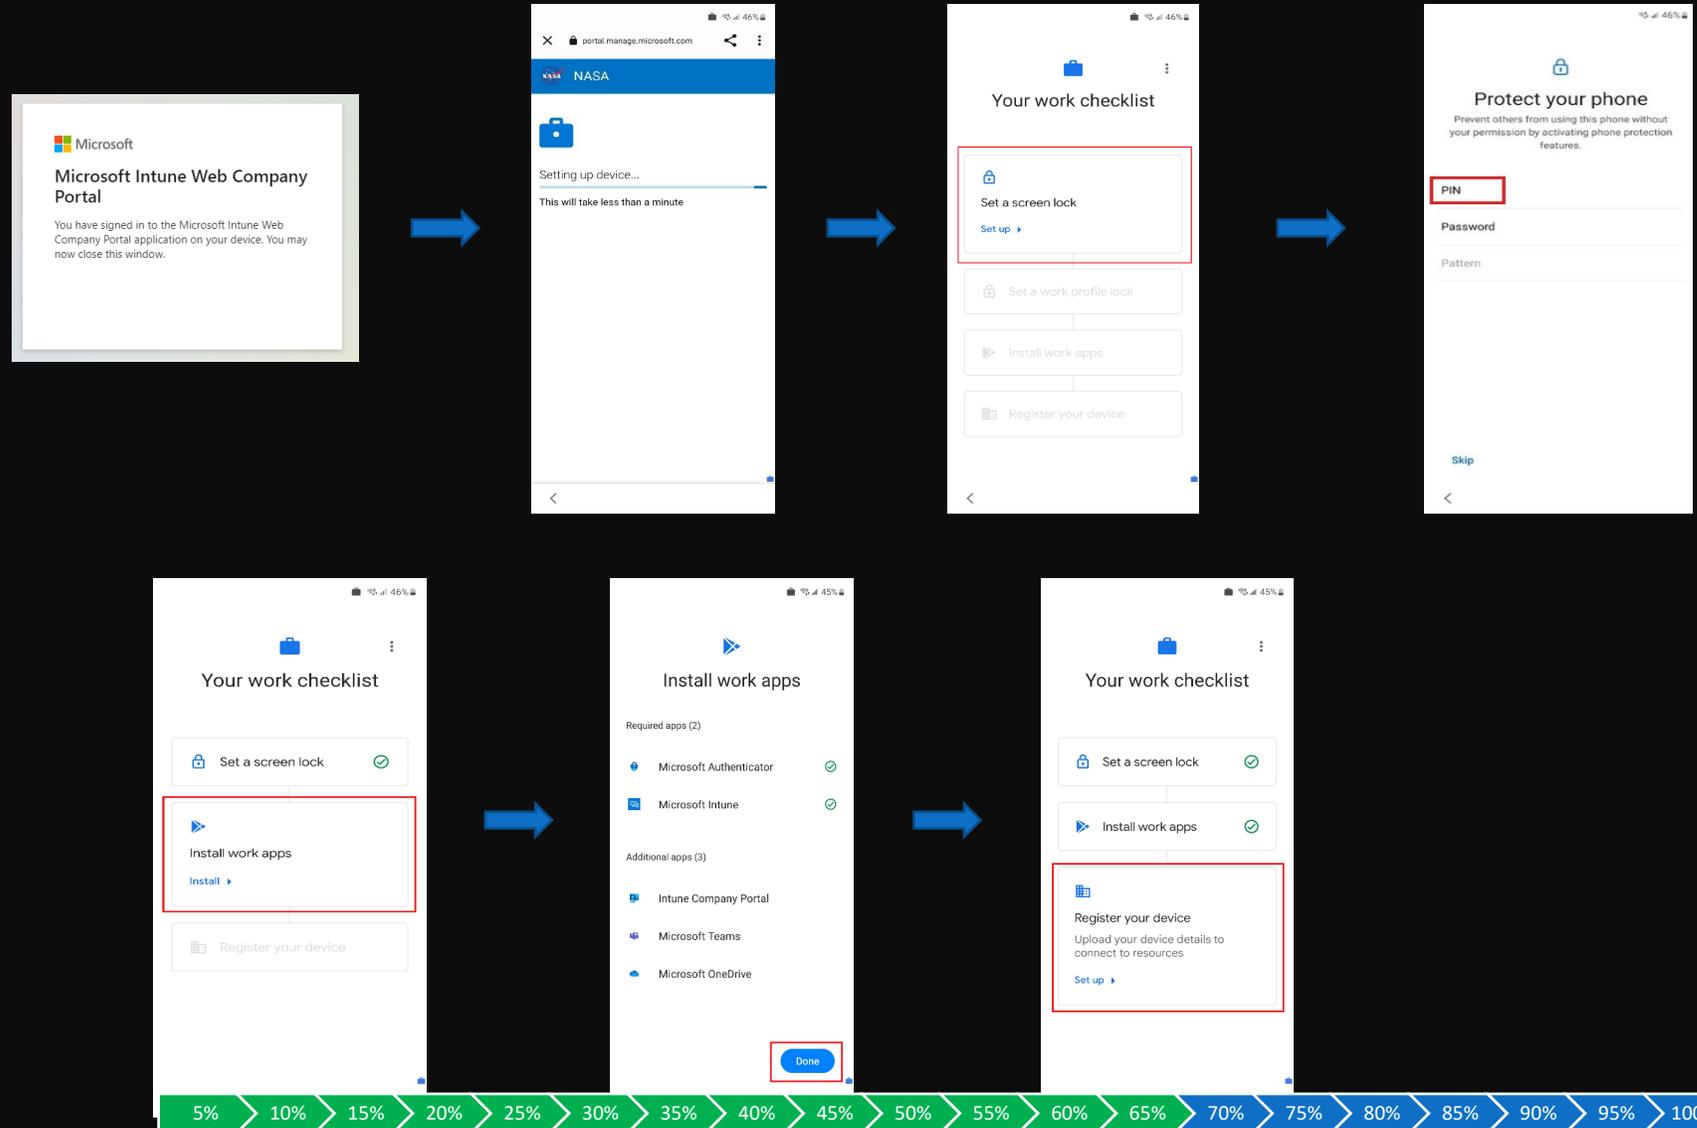 Microsoft
Microsoft Intune Web Company
Portal
You have signed in to the Microsoft Intune Web
Company Portal application on your device. You may
now close this window.
46%
portal.manage.microsoft.com
NASA
NASA
Setting up device...
This will take less than a minute
46%
Your work checklist
Set a screen lock
Set up
Set a work profile lock
Install work apps
Register your device
46%
Protect your phone
Prevent others from using this phone without
your permission by activating phone protection
features.
PIN
Password
Pattern
Skip
46%
Your work checklist
Set a screen lock
Install work apps
Install
Register your device
45%
Install work apps
Required apps (2)
Microsoft Authenticator
Microsoft Intune
Additional apps (3)
Intune Company Portal
Microsoft Teams
Microsoft OneDrive
Done
45%
Your work checklist
Set a screen lock
Install work apps
Register your device
Upload your device details to
connect to resources
Set up
5% 10% 15% 20% 25% 30% 35% 40% 45% 50% 55% 60% 65% 70% 75% 80% 85% 90% 95% 100